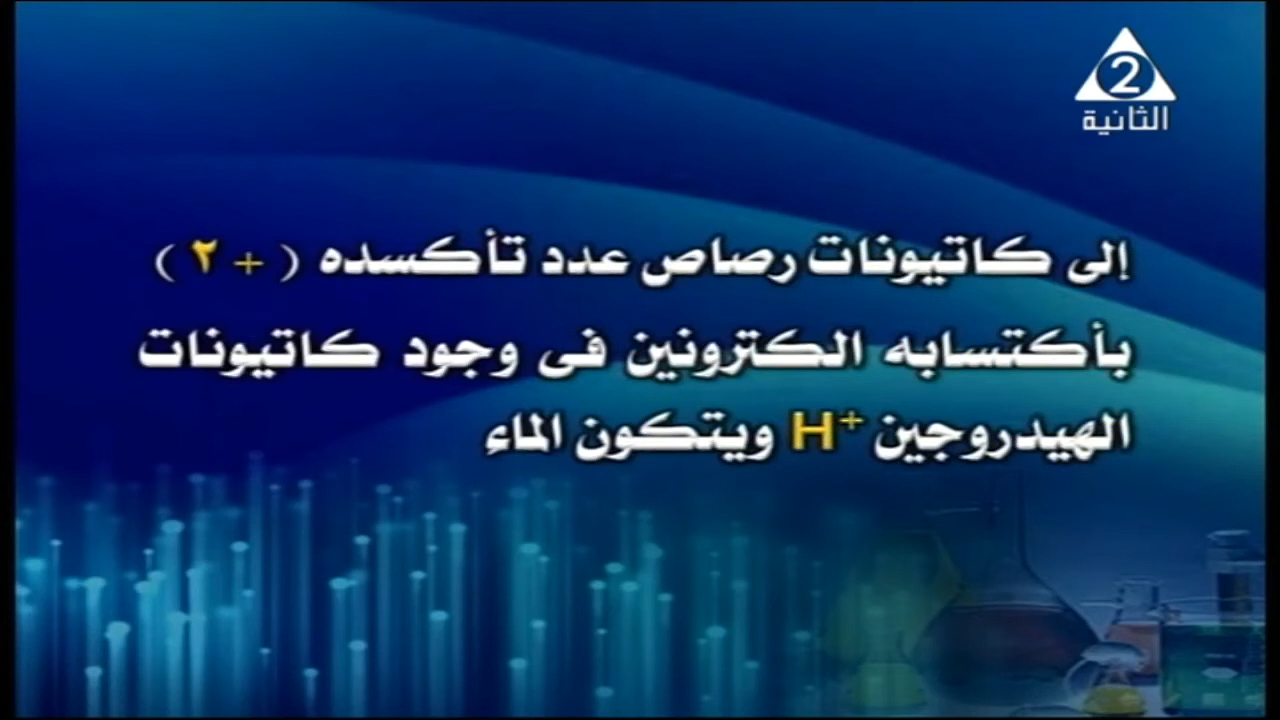 2
الثانية
إلى كاتيونات رصاص عدد تأكسده ( + ٢ )
بأكتسابه الكترونين فى وجود كاتيونات
الهيدروجين H⁺ ويتكون الماء